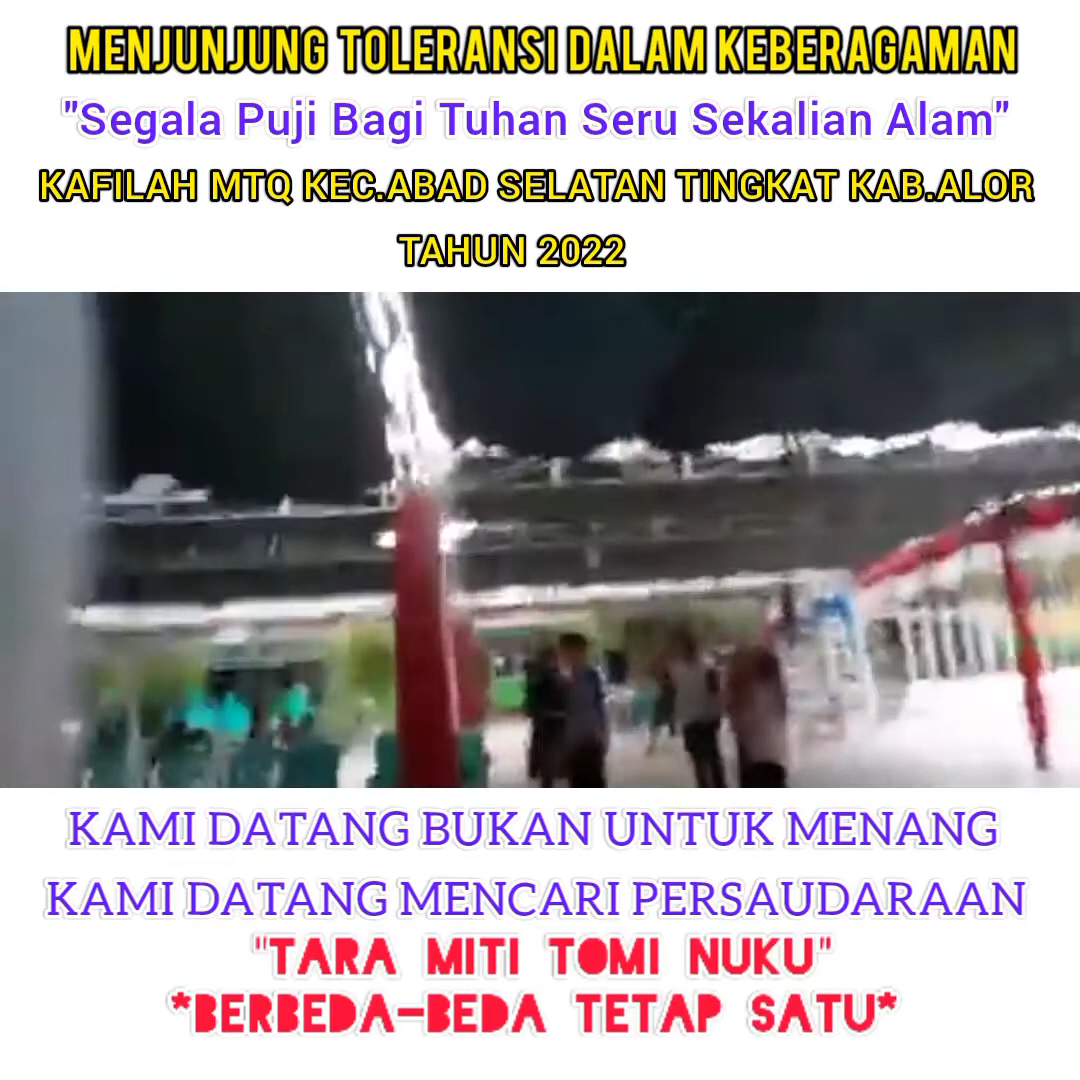 MENJUNJUNG TOLERANSI DALAM KEBERAGAMAN
"Segala Puji Bagi Tuhan Seru Sekalian Alam"
KAFILAH MTQ KEC.ABAD SELATAN TINGKAT KAB.ALOR
TAHUN 2022
KAMI DATANG BUKAN UNTUK MENANG
KAMI DATANG MENCARI PERSAUDARAAN
"TARA MITI TOMI NUKU"
*BERBEDA-BEDA TETAP SATU*